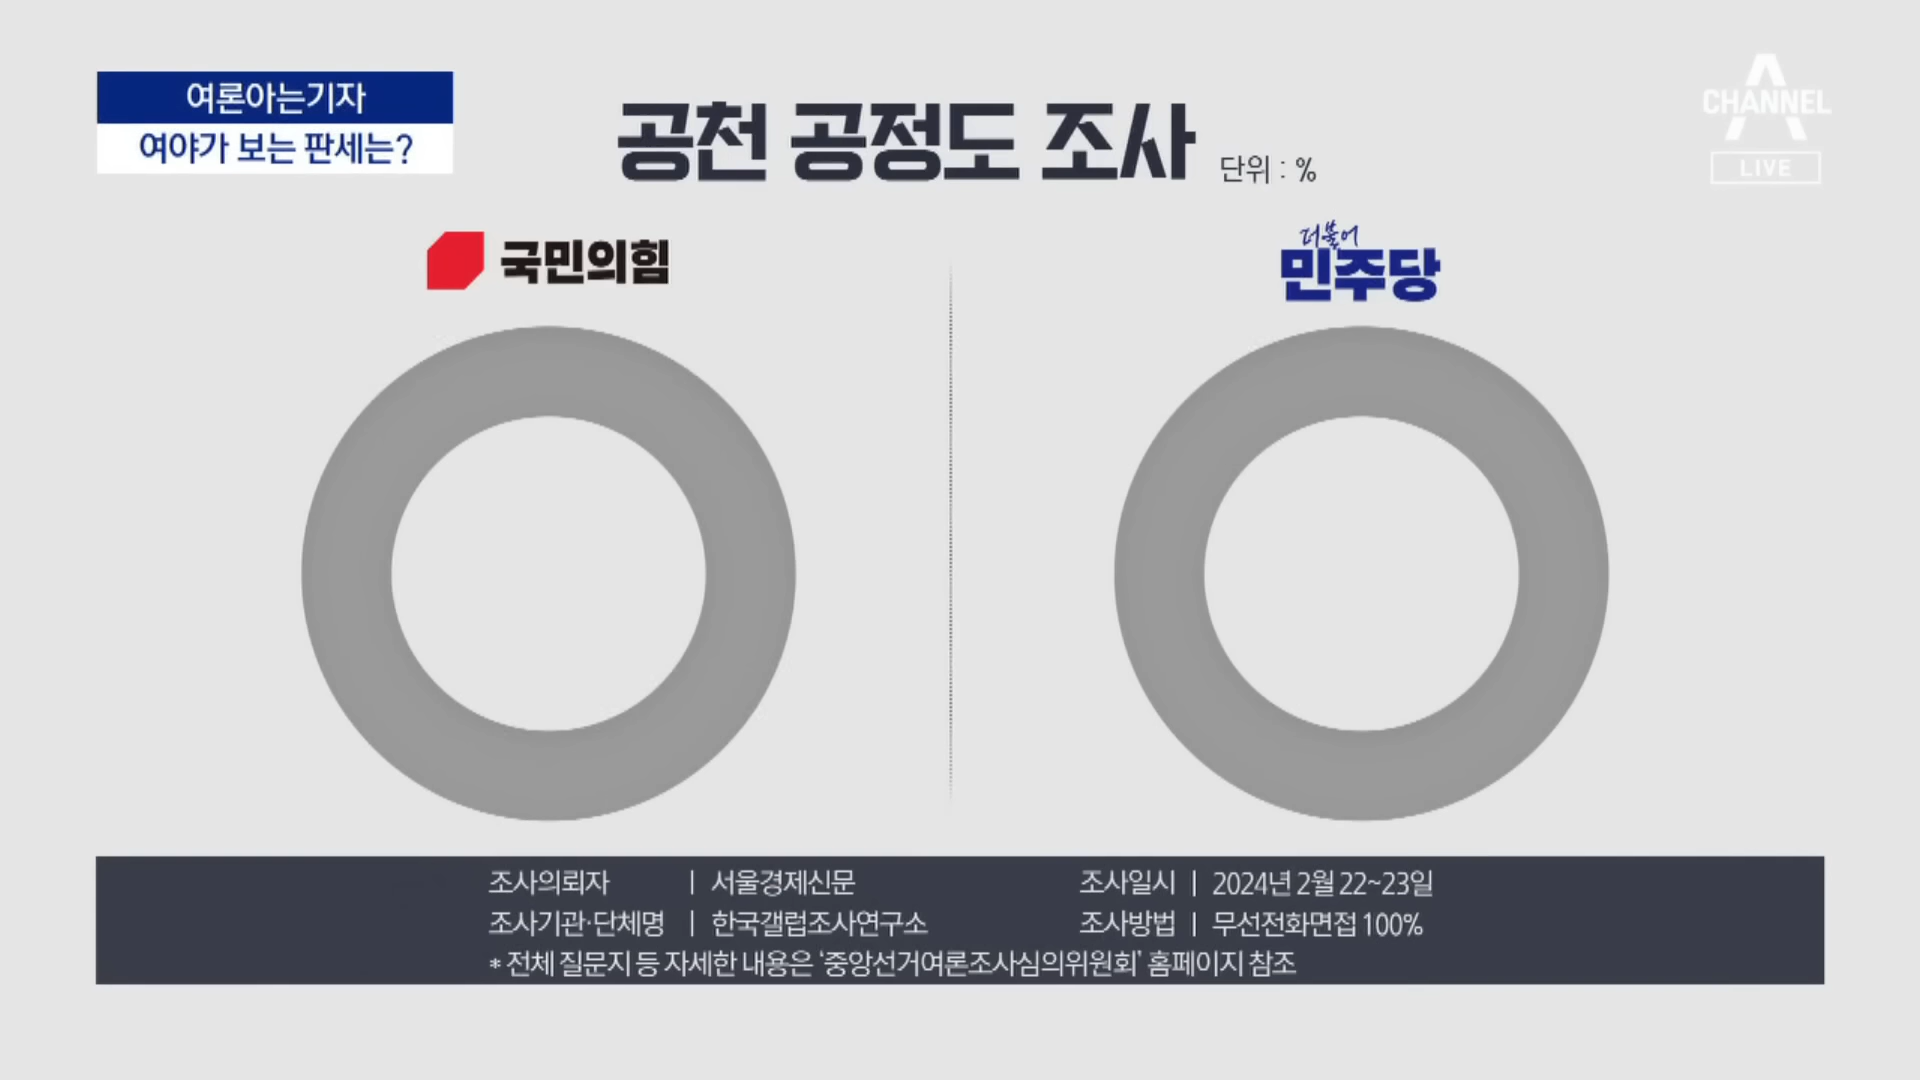 여론아는기자
여야가 보는 판세는?
공천 공정도 조사 단위 : %
CHANNEL A
LIVE
국민의힘
더불어
민주당
조사의뢰자 | 서울경제신문
조사일시 | 2024년 2월 22~23일
조사기관·단체명 | 한국갤럽조사연구소
조사방법 | 무선전화면접 100%
* 전체 질문지 등 자세한 내용은 '중앙선거여론조사심의위원회' 홈페이지 참조